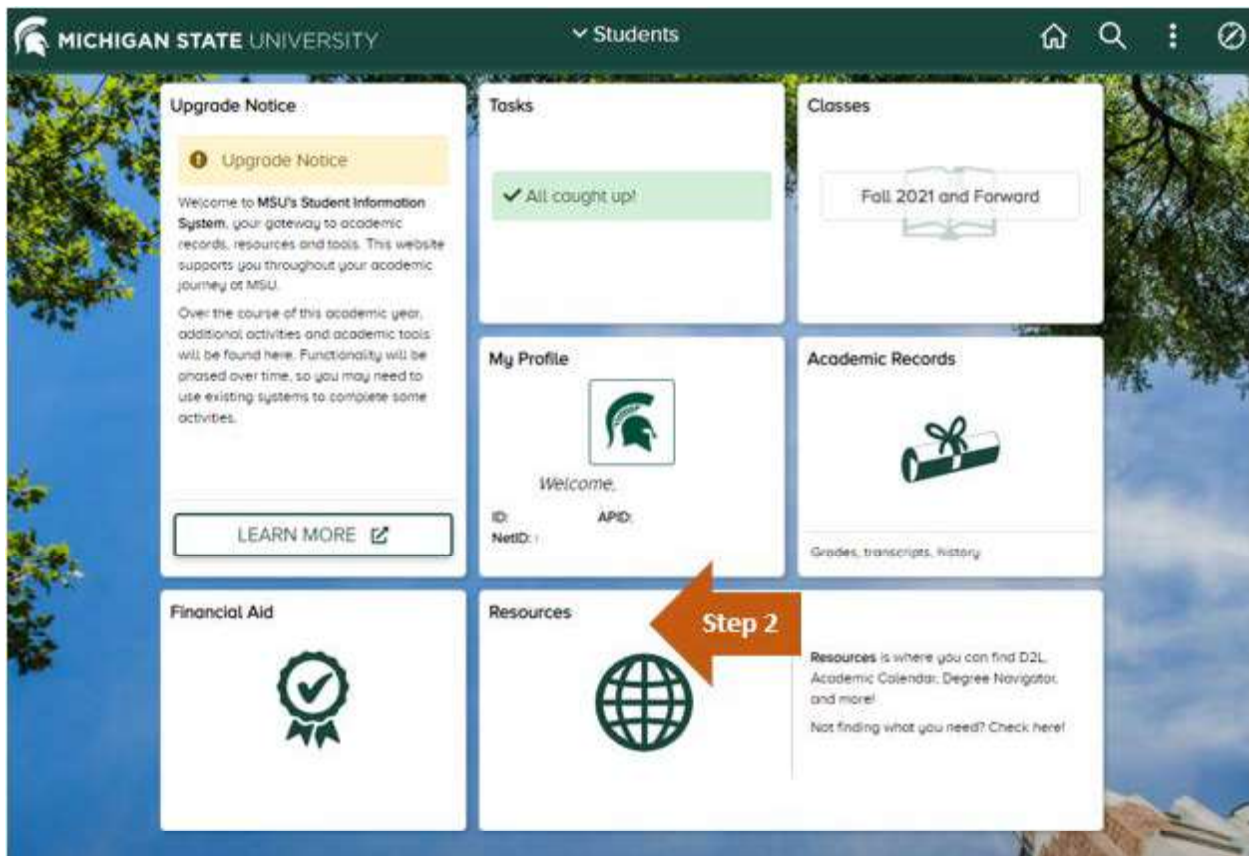 MICHIGAN STATE UNIVERSITY
Students
Upgrade Notice
Upgrade Notice
Welcome to MSU's Student Information
System, your gateway to academic
records, resources and tools. This website
supports you throughout your academic
journey at MSU.
Over the course of this academic year,
additional activities and academic tools
will be found here. Functionality will be
phased over time, so you may need to
use existing systems to complete some
activities.
LEARN MORE
Tasks
All caught up!
Classes
Fall 2021 and Forward
My Profile
Welcome,
ID: APID:
NetID:
Academic Records
Grades, transcripts, history
Financial Aid
Resources
Step 2
Resources is where you can find D2L,
Academic Calendar, Degree Navigator,
and more!
Not finding what you need? Check here!